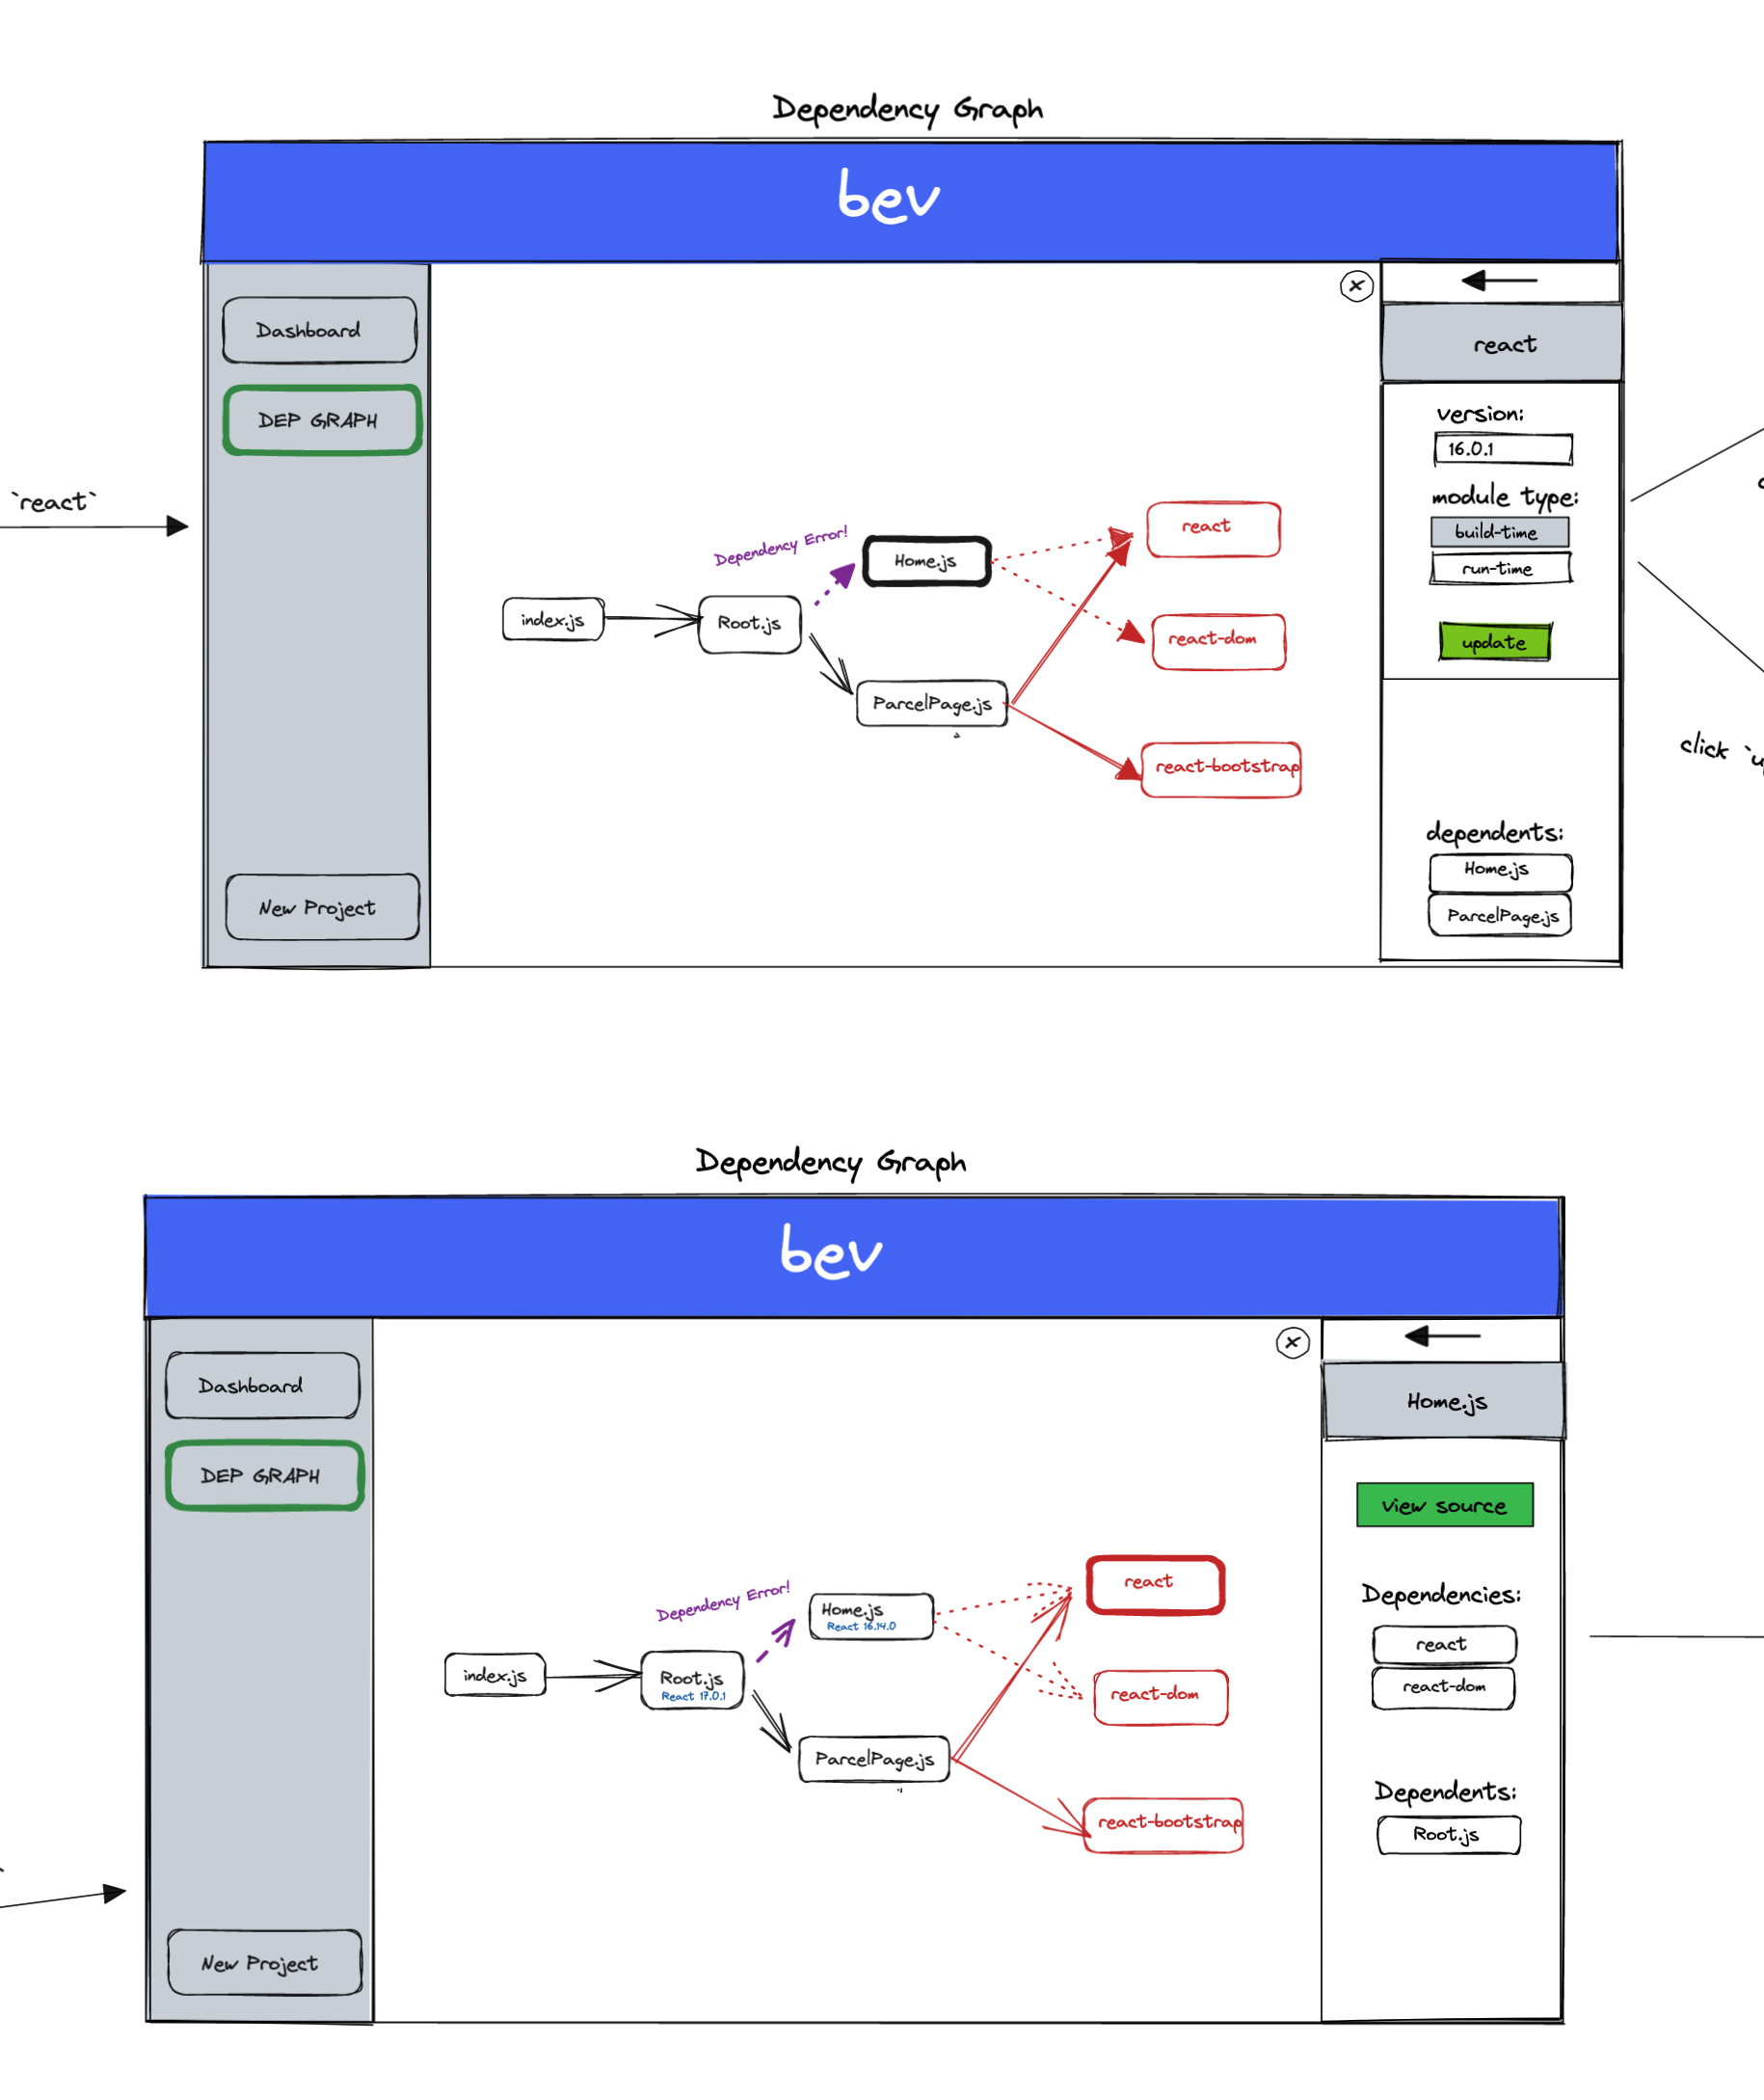 Dependency Graph
bev
Dashboard
DEP GRAPH
New Project
`react`
Dependency Error!
index.js
Root.js
Home.js
ParcelPage.js
react
react-dom
react-bootstrap
x
react
version:
16.0.1
module type:
build-time
run-time
update
dependents:
Home.js
ParcelPage.js
click
Dependency Graph
bev
Dashboard
DEP GRAPH
New Project
Dependency Error!
index.js
Root.js
React 17.0.1
Home.js
React 16.14.0
ParcelPage.js
react
react-dom
react-bootstrap
x
Home.js
view source
Dependencies:
react
react-dom
Dependents:
Root.js